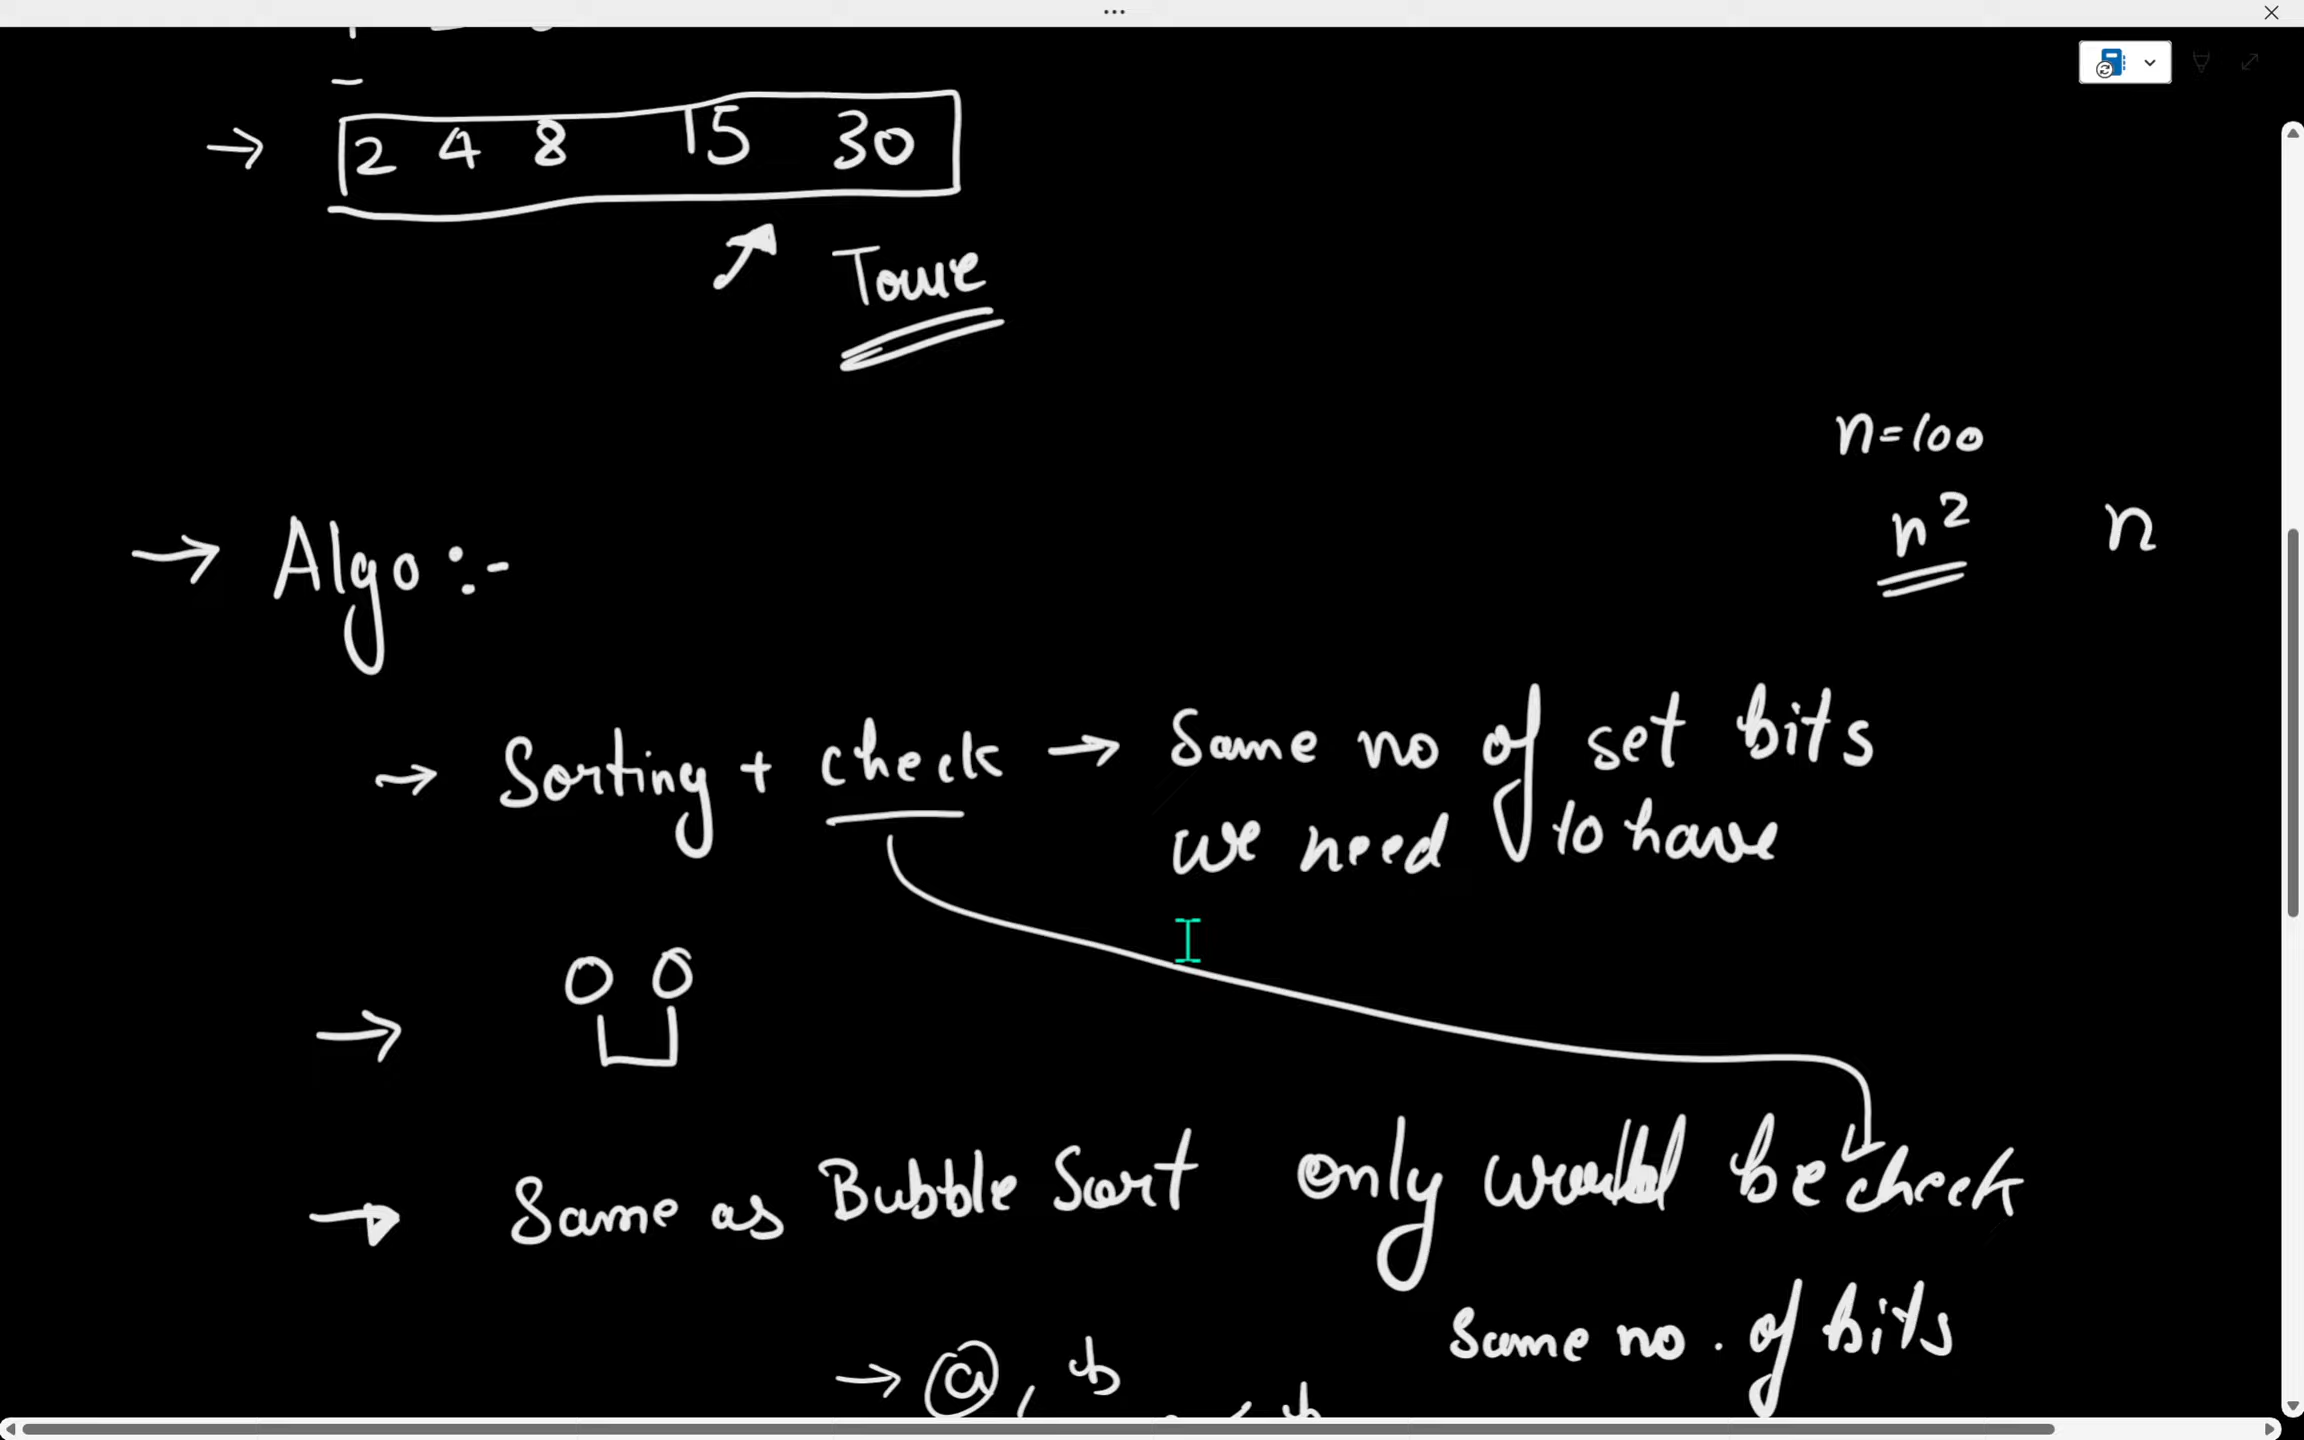 → 2 4 8 15 30
n=100
→ Algo :-
n² n
→ Sorting + check → Same no of set bits
we need to have
→ 0 0
→ Same as Bubble Sort only would be check
same no. of bits
→ a, b